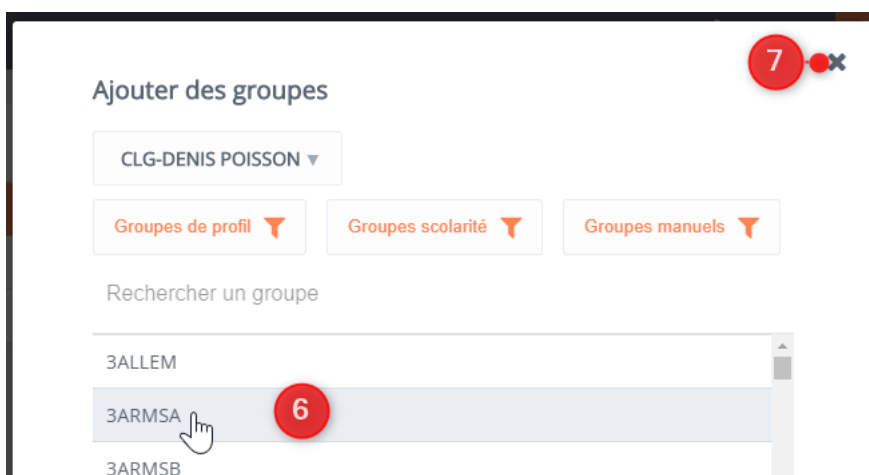 7
Ajouter des groupes
CLG-DENIS POISSON
Groupes de profil Groupes scolarité Groupes manuels
Rechercher un groupe
3ALLEM
3ARMSA 6
3ARMSB